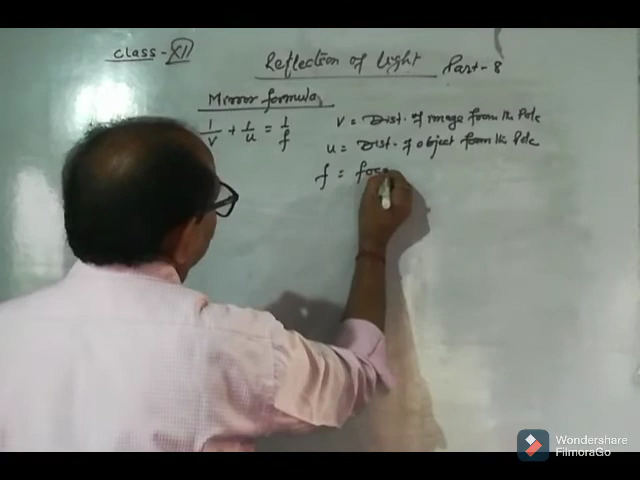 Class - XII
Reflection of Light Part - 8
Mirror formula,
1/v + 1/u = 1/f
v = Dist. of image from the Pole
u = Dist. of object from the Pole
f = foc
Wondershare
FilmoraGo